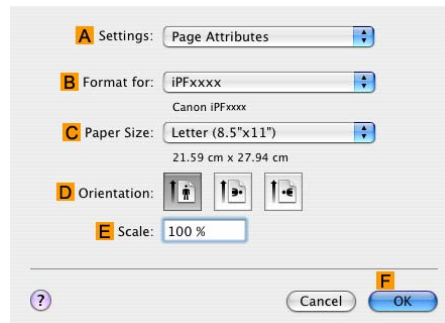 A Settings: Page Attributes
B Format for: iPFxxxx
Canon iPFxxxx
C Paper Size: Letter (8.5"x11")
21.59 cm x 27.94 cm
D Orientation:
E Scale: 100 %
F
? Cancel OK